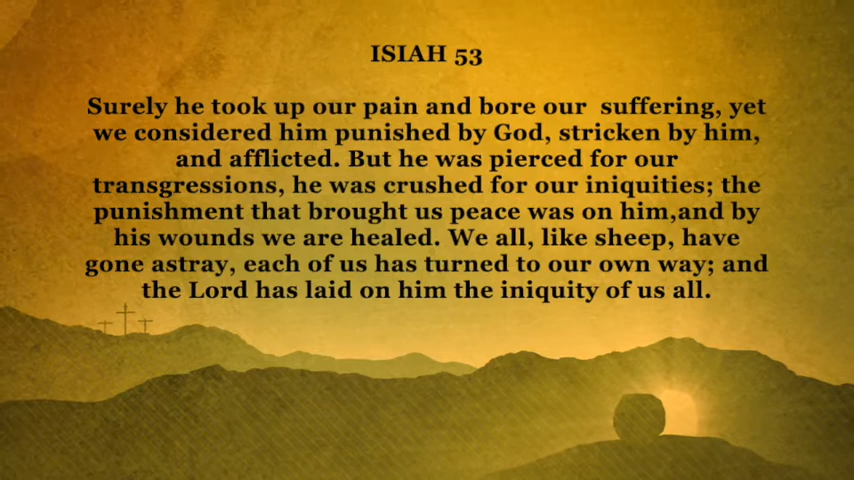 ISIAH 53
Surely he took up our pain and bore our  suffering, yet
we considered him punished by God, stricken by him,
and afflicted. But he was pierced for our
transgressions, he was crushed for our iniquities; the
punishment that brought us peace was on him,and by
his wounds we are healed. We all, like sheep, have
gone astray, each of us has turned to our own way; and
the Lord has laid on him the iniquity of us all.